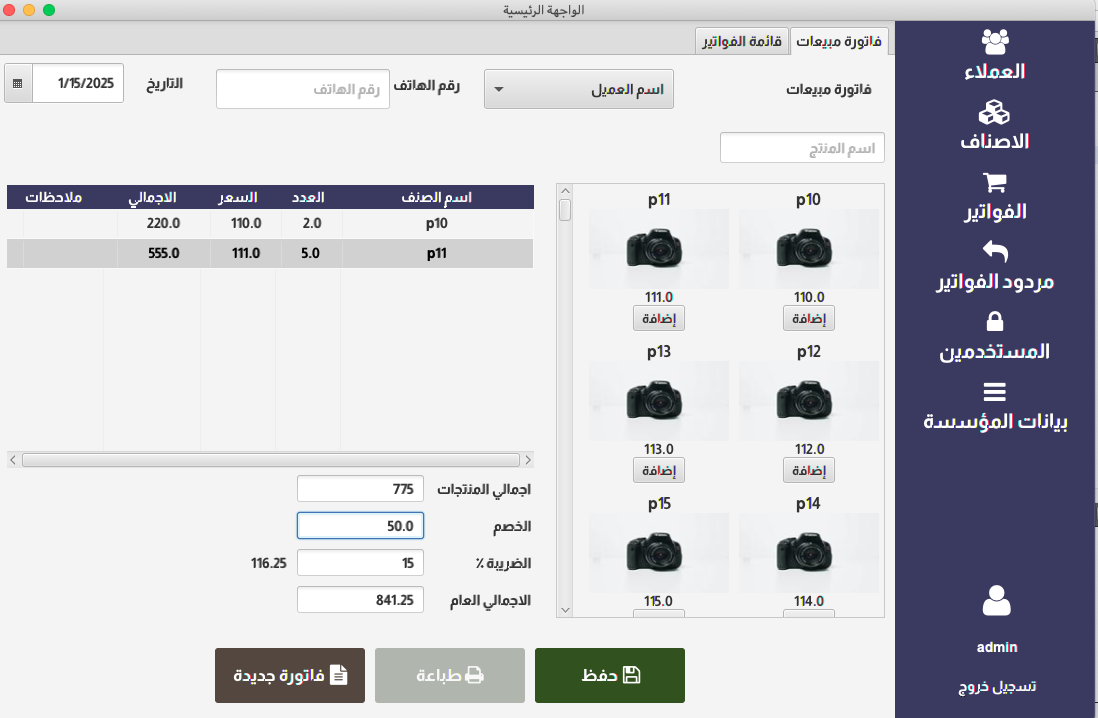 الواجهة الرئيسية
العملاء
الاصناف
الفواتير
مردود الفواتير
المستخدمين
بيانات المؤسسة
admin
تسجيل خروج
فاتورة مبيعات قائمة الفواتير
فاتورة مبيعات اسم العميل رقم الهاتف رقم الهاتف التاريخ 1/15/2025
اسم المنتج
p10 p11
110.0 111.0
إضافة إضافة
p12 p13
112.0 113.0
إضافة إضافة
p14 p15
114.0 115.0
اسم الصنف العدد السعر الاجمالي ملاحظات
p10 2.0 110.0 220.0
p11 5.0 111.0 555.0
اجمالي المنتجات 775
الخصم 50.0
الضريبة ٪ 15 116.25
الاجمالي العام 841.25
حفظ طباعة فاتورة جديدة